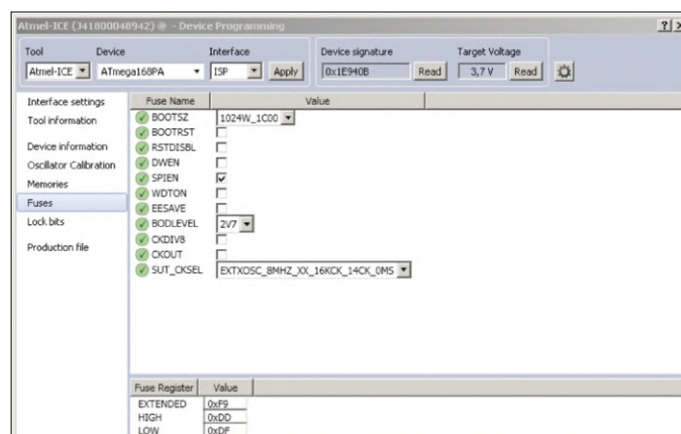 Atmel-ICE (J41800048942) - Device Programming
Tool Device Interface Device signature Target Voltage
Atmel-ICE ATmega168PA ISP Apply 0x1E940B Read 3,7 V Read
Interface settings
Tool information
Device information
Oscillator Calibration
Memories
Fuses
Lock bits
Production file
Fuse Name Value
BOOTSZ 1024W_1C00
BOOTRST
RSTDISBL
DWEN
SPIEN
WDTON
EESAVE
BODLEVEL 2V7
CKDIV8
CKOUT
SUT_CKSEL EXTXOSC_8MHZ_XX_16KCK_14CK_0MS
Fuse Register Value
EXTENDED 0xF9
HIGH 0xDD
LOW 0xDF